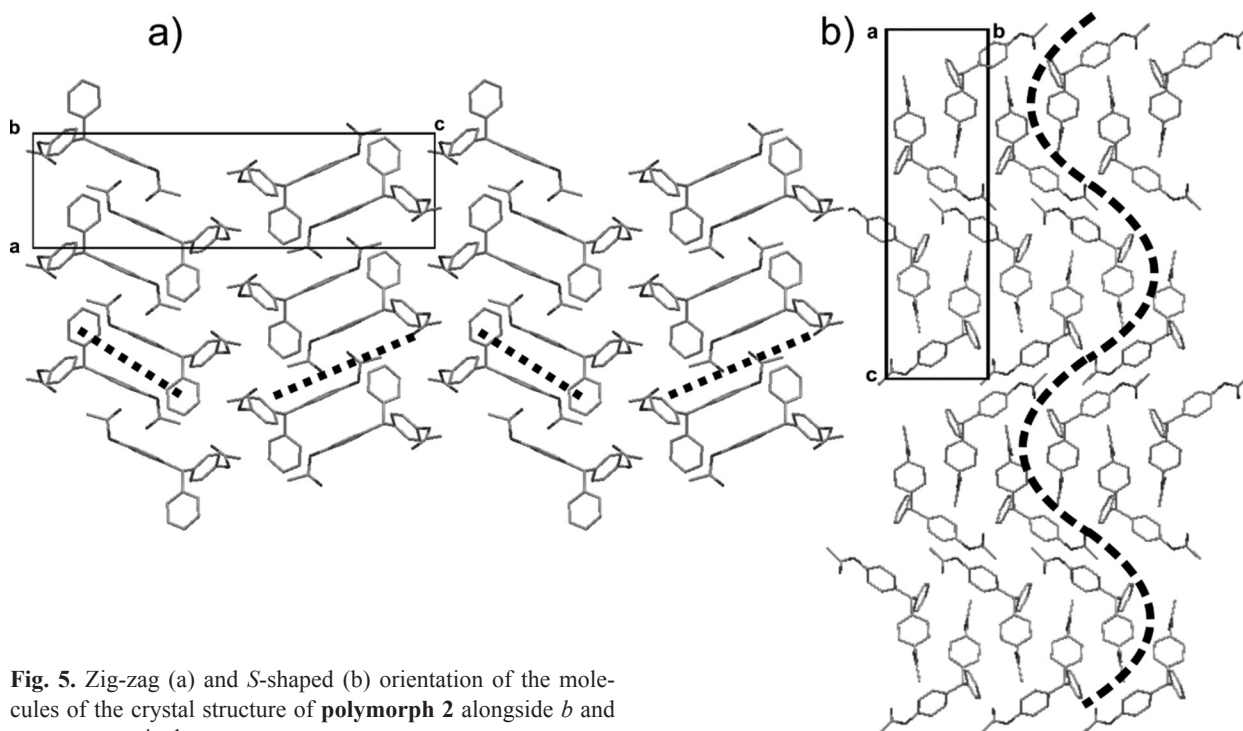 a)
b)
b
c
a
a
b
c
Fig. 5. Zig-zag (a) and S-shaped (b) orientation of the mole-
cules of the crystal structure of polymorph 2 alongside b and